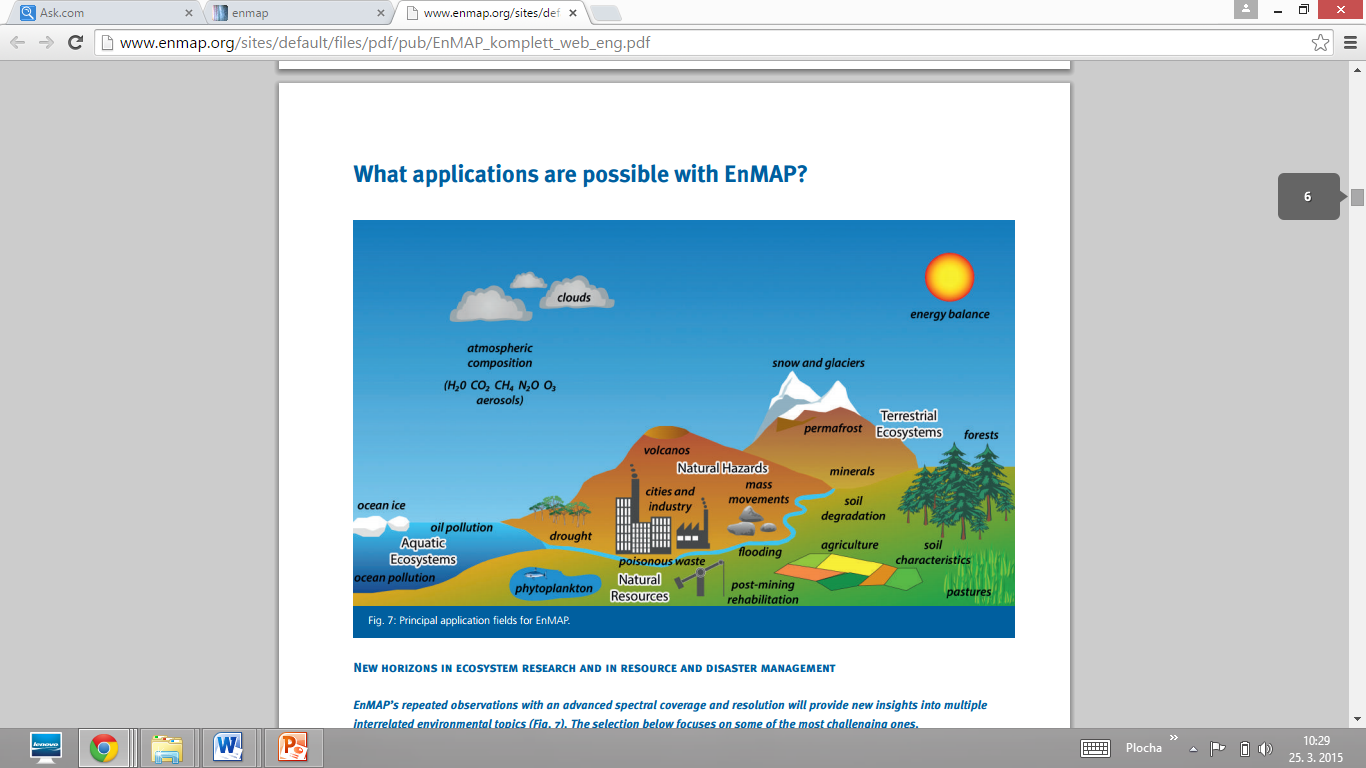 Ask.com
enmap
www.enmap.org/sites/def
www.enmap.org/sites/default/files/pdf/pub/EnMAP_komplett_web_eng.pdf
6
What applications are possible with EnMAP?
clouds
energy balance
atmospheric
composition
(H₂0 CO₂ CH₄ N₂O O₃
aerosols)
snow and glaciers
Terrestrial
Ecosystems
permafrost
forests
volcanos
Natural Hazards
minerals
cities and
industry
mass
movements
ocean ice
soil
degradation
oil pollution
drought
Aquatic
Ecosystems
flooding
agriculture
soil
characteristics
poisonous waste
ocean pollution
phytoplankton
Natural
Resources
post-mining
rehabilitation
pastures
Fig. 7: Principal application fields for EnMAP.
New horizons in ecosystem research and in resource and disaster management
EnMAP's repeated observations with an advanced spectral coverage and resolution will provide new insights into multiple
interrelated environmental topics (Fig. 7). The selection below focuses on some of the most challenging ones.
lenovo
Plocha
10:29
25. 3. 2015